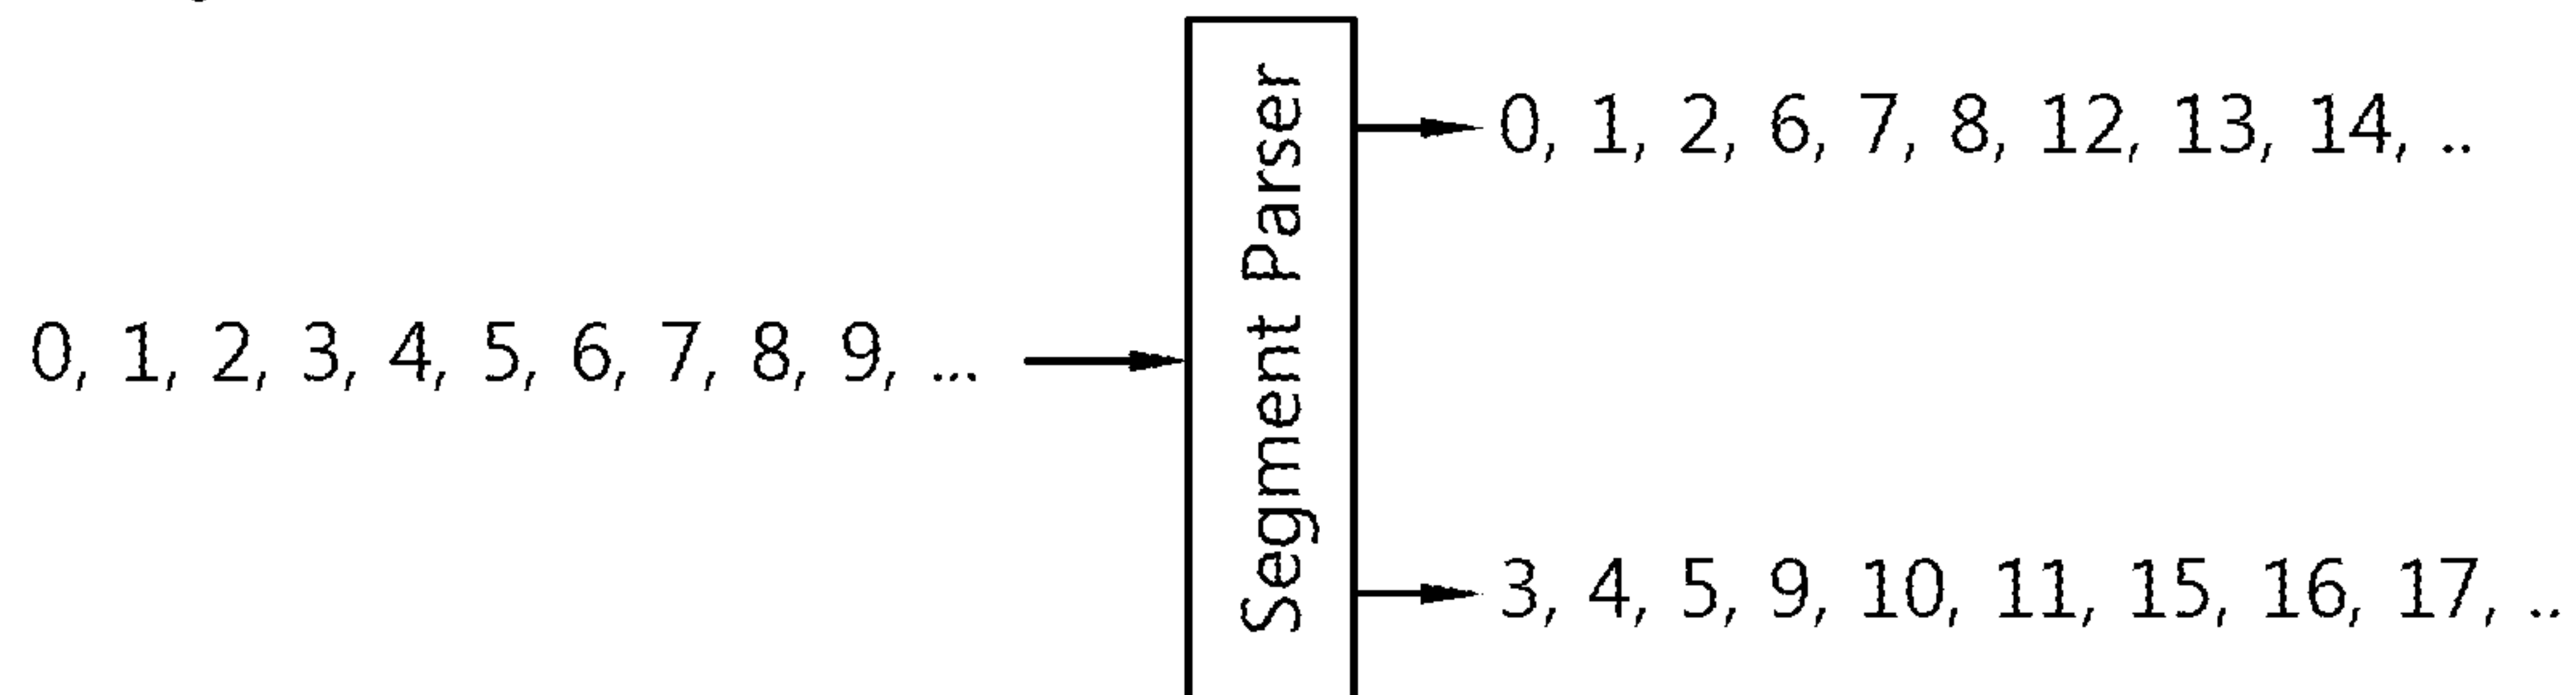 0, 1, 2, 3, 4, 5, 6, 7, 8, 9, ...
Segment Parser
0, 1, 2, 6, 7, 8, 12, 13, 14, ..
3, 4, 5, 9, 10, 11, 15, 16, 17, ..